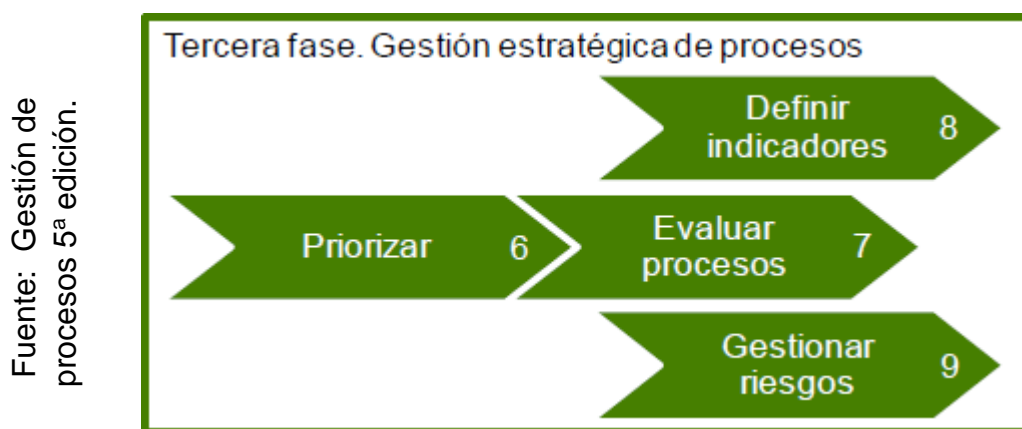 Fuente: Gestión de
procesos 5ª edición.
Tercera fase. Gestión estratégica de procesos
Definir
indicadores
8
Priorizar
6
Evaluar
procesos
7
Gestionar
riesgos
9